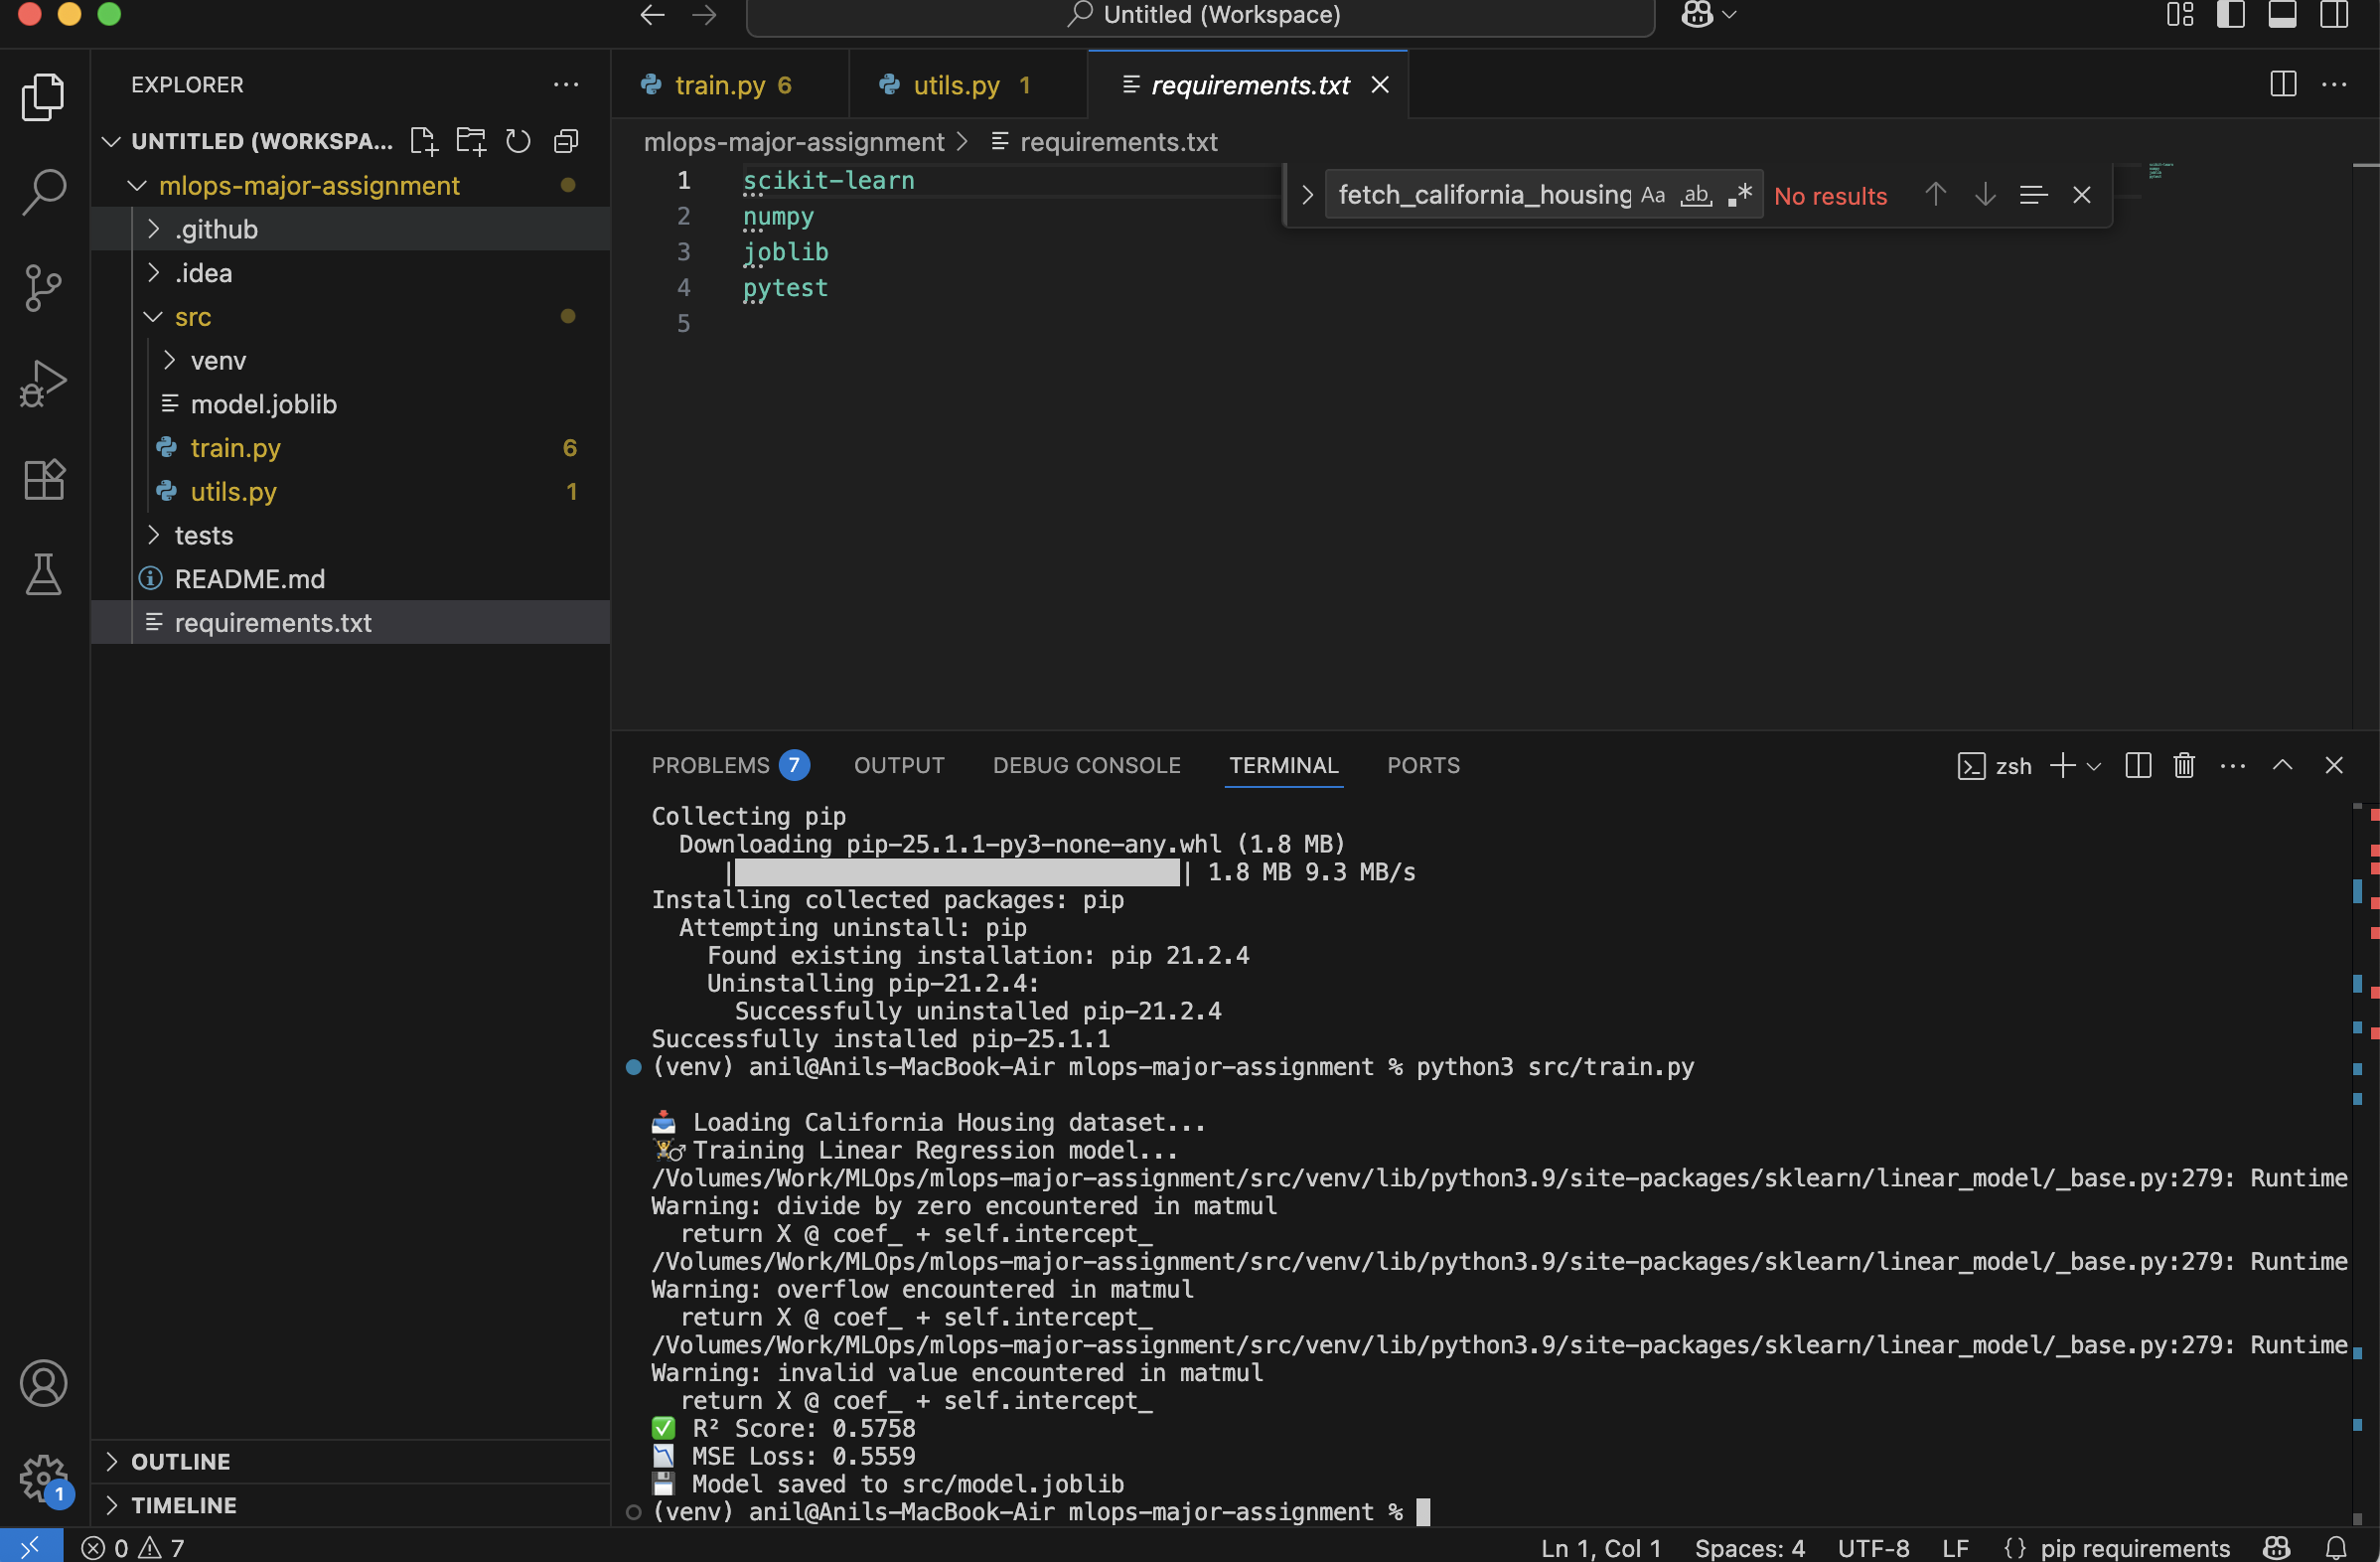 Untitled (Workspace)
EXPLORER
UNTITLED (WORKSPA...
mlops-major-assignment
.github
.idea
src
venv
model.joblib
train.py 6
utils.py 1
tests
README.md
requirements.txt
OUTLINE
TIMELINE
1
train.py 6
utils.py 1
requirements.txt
mlops-major-assignment > requirements.txt
fetch_california_housing Aa ab .* No results
1 scikit-learn
2 numpy
3 joblib
4 pytest
5
PROBLEMS 7 OUTPUT DEBUG CONSOLE TERMINAL PORTS
zsh
Collecting pip
Downloading pip-25.1.1-py3-none-any.whl (1.8 MB)
|████████████████████████████████| 1.8 MB 9.3 MB/s
Installing collected packages: pip
Attempting uninstall: pip
Found existing installation: pip 21.2.4
Uninstalling pip-21.2.4:
Successfully uninstalled pip-21.2.4
Successfully installed pip-25.1.1
(venv) anil@Anils-MacBook-Air mlops-major-assignment % python3 src/train.py
📥 Loading California Housing dataset...
🏋️‍♂️ Training Linear Regression model...
/Volumes/Work/MLOps/mlops-major-assignment/src/venv/lib/python3.9/site-packages/sklearn/linear_model/_base.py:279: Runtime
Warning: divide by zero encountered in matmul
return X @ coef_ + self.intercept_
/Volumes/Work/MLOps/mlops-major-assignment/src/venv/lib/python3.9/site-packages/sklearn/linear_model/_base.py:279: Runtime
Warning: overflow encountered in matmul
return X @ coef_ + self.intercept_
/Volumes/Work/MLOps/mlops-major-assignment/src/venv/lib/python3.9/site-packages/sklearn/linear_model/_base.py:279: Runtime
Warning: invalid value encountered in matmul
return X @ coef_ + self.intercept_
✅ R² Score: 0.5758
📉 MSE Loss: 0.5559
💾 Model saved to src/model.joblib
(venv) anil@Anils-MacBook-Air mlops-major-assignment %
0 7
Ln 1, Col 1 Spaces: 4 UTF-8 LF {} pip requirements